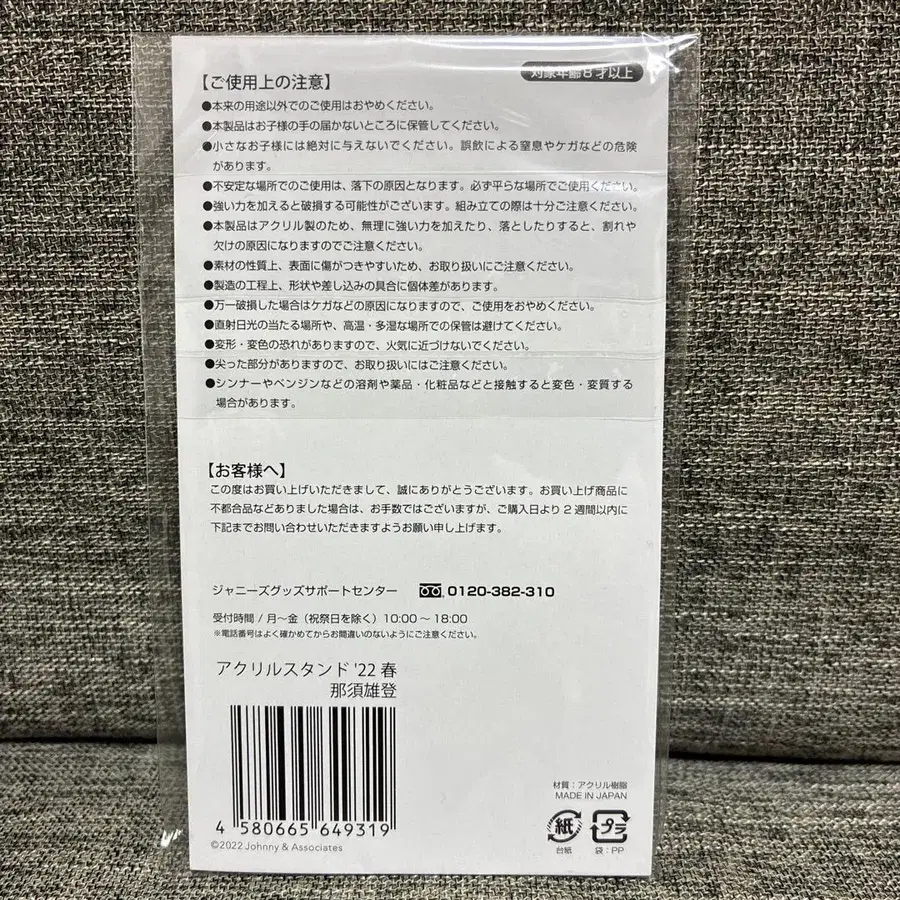 対象年齢8才以上
【ご使用上の注意】
●本来の用途以外でのご使用はおやめください。
●本製品はお子様の手の届かないところに保管してください。
●小さなお子様には絶対に与えないでください。誤飲による窒息やケガなどの危険
があります。
●不安定な場所でのご使用は、落下の原因となります。必ず平らな場所でご使用ください。
●強い力を加えると破損する可能性がございます。組み立ての際は十分ご注意ください。
●本製品はアクリル製のため、無理に強い力を加えたり、落としたりすると、割れや
欠けの原因になりますのでご注意ください。
●素材の性質上、表面に傷がつきやすいため、お取り扱いにご注意ください。
●製造の工程上、形状や差し込みの具合に個体差があります。
●万一破損した場合はケガなどの原因になりますので、ご使用をおやめください。
●直射日光の当たる場所や、高温・多湿な場所での保管は避けてください。
●変形・変色の恐れがありますので、火気に近づけないでください。
●尖った部分がありますので、お取り扱いにはご注意ください。
●シンナーやベンジンなどの溶剤や薬品・化粧品などと接触すると変色・変質する
場合があります。
【お客様へ】
この度はお買い上げいただきまして、誠にありがとうございます。お買い上げ商品に
不都合品などありました場合は、お手数ではございますが、ご購入日より2週間以内に
下記までお問い合わせいただきますようお願い申し上げます。
ジャニーズグッズサポートセンター 0120-382-310
受付時間 / 月～金（祝祭日を除く）10:00～18:00
※電話番号はよく確かめてからお間違いのないようにご注意ください。
アクリルスタンド '22 春
那須雄登
4 580665 649319
©2022 Johnny & Associates
材質：アクリル樹脂
MADE IN JAPAN
紙 プラ
台紙 袋：PP